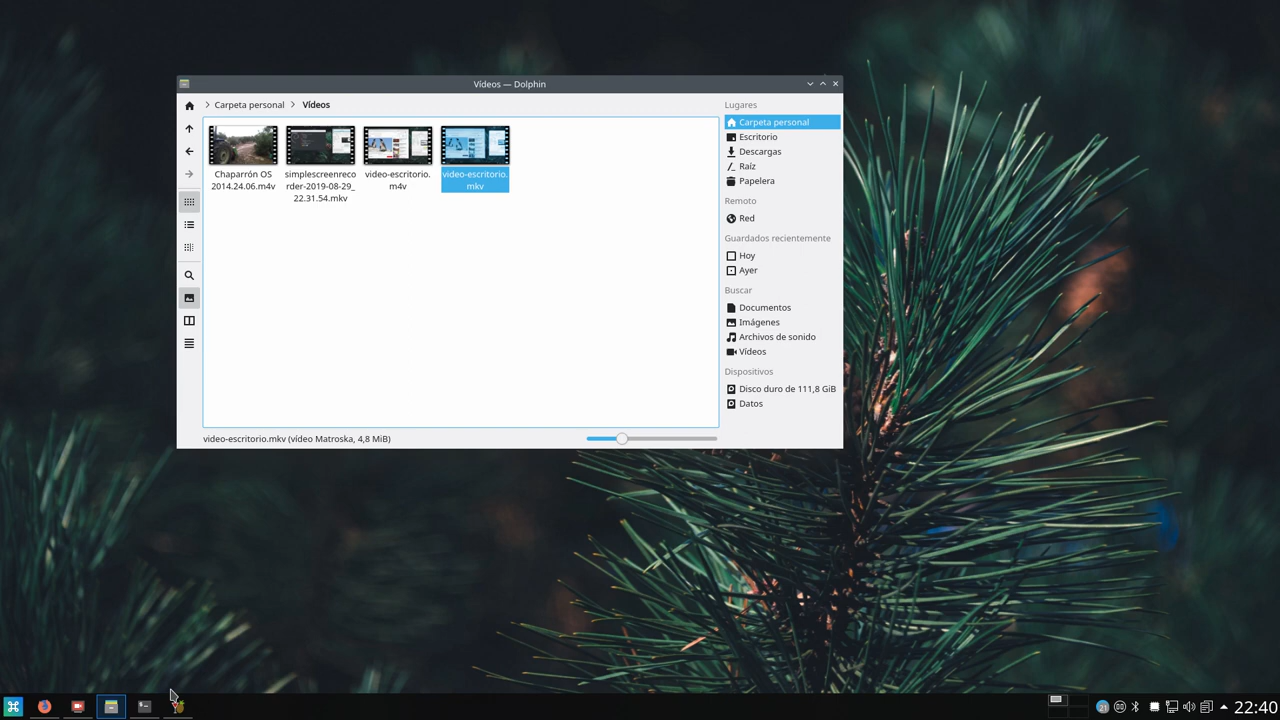 Vídeos — Dolphin
Carpeta personal
Vídeos
Chaparrón OS
2014.24.06.m4v
simplescreenreco
rder-2019-08-29_
22.31.54.mkv
video-escritorio.
m4v
video-escritorio.
mkv
Lugares
Carpeta personal
Escritorio
Descargas
Raíz
Papelera
Remoto
Red
Guardados recientemente
Hoy
Ayer
Buscar
Documentos
Imágenes
Archivos de sonido
Vídeos
Dispositivos
Disco duro de 111,8 GiB
Datos
video-escritorio.mkv (vídeo Matroska, 4,8 MiB)
21
22:40